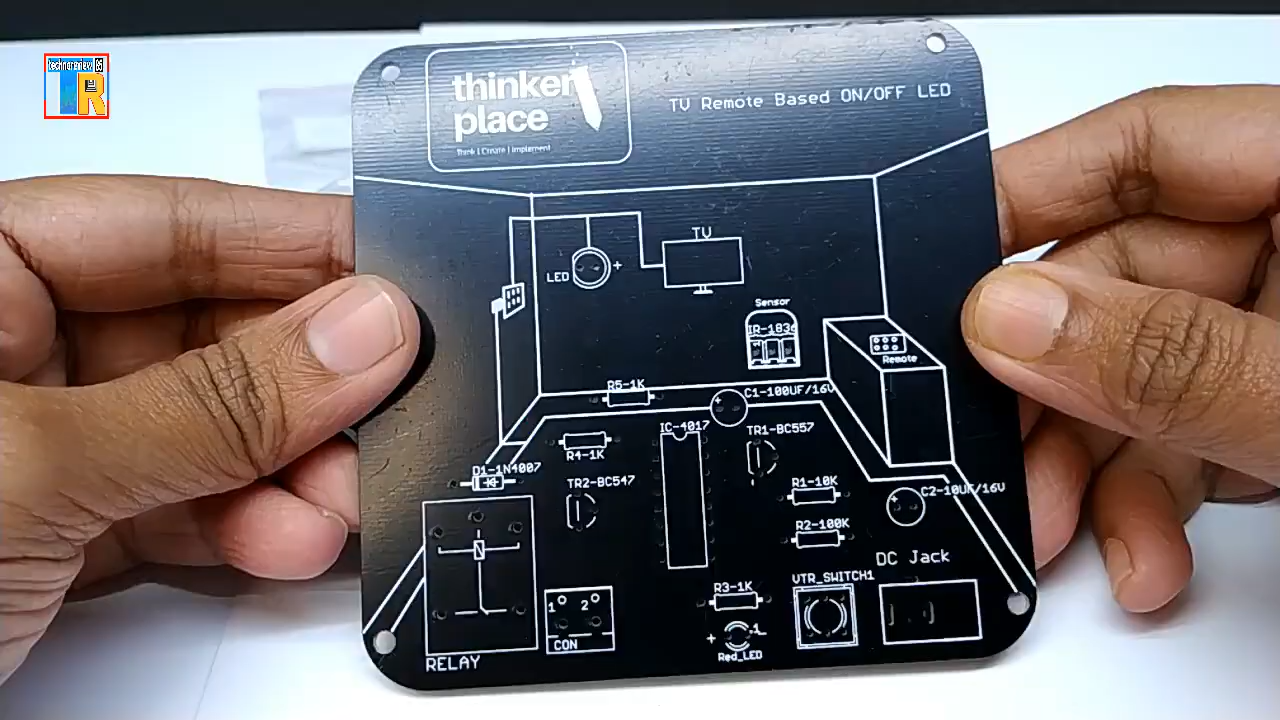 TR
thinker
place
Think | Create | Implement
TV Remote Based ON/OFF LED
TV
LED +
Sensor
IR-1836
Remote
R5-1K
+ C1-100UF/16V
IC-4017
TR1-BC557
R4-1K
D1-1N4007
TR2-BC547
R1-10K
+ C2-10UF/16V
R2-100K
DC Jack
VTR_SWITCH1
R3-1K
1 2
CON
+
Red_LED
RELAY